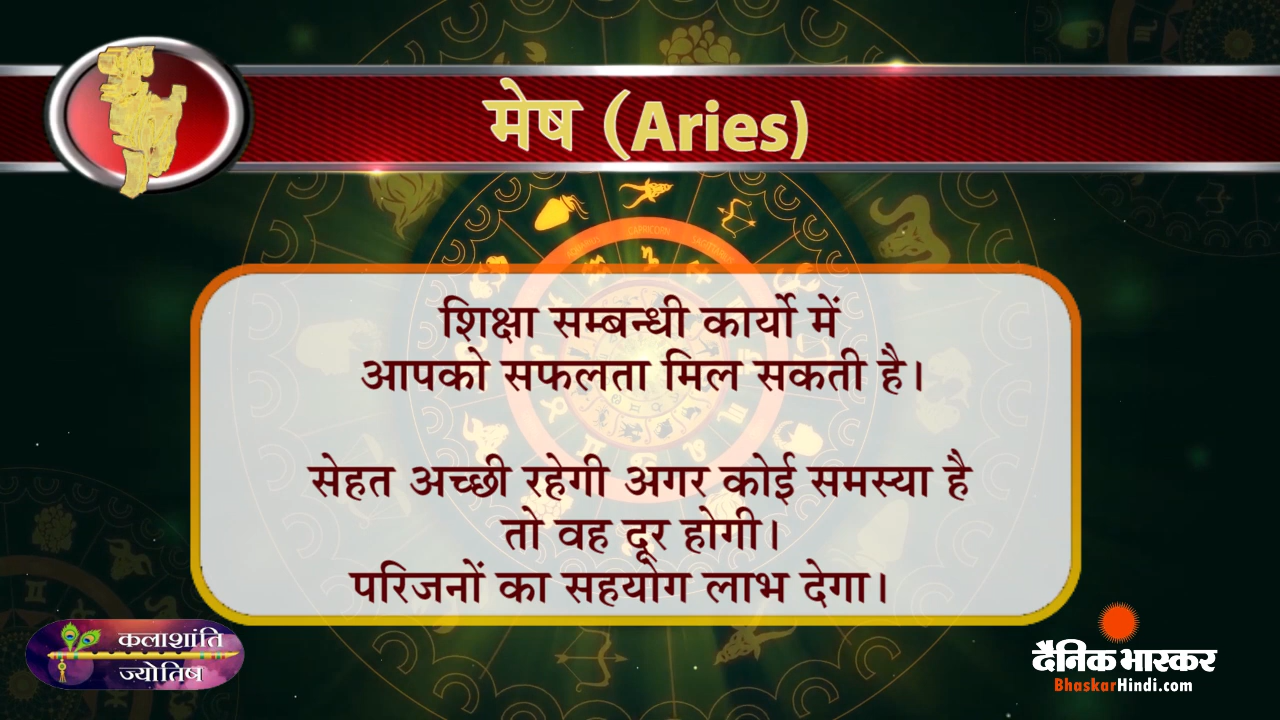 मेष (Aries)
CAPRICORN
शिक्षा सम्बन्धी कार्यो में
आपको सफलता मिल सकती है।
सेहत अच्छी रहेगी अगर कोई समस्या है
तो वह दूर होगी।
परिजनों का सहयोग लाभ देगा।
कलाशांति
ज्योतिष
दैनिक भास्कर
BhaskarHindi.com